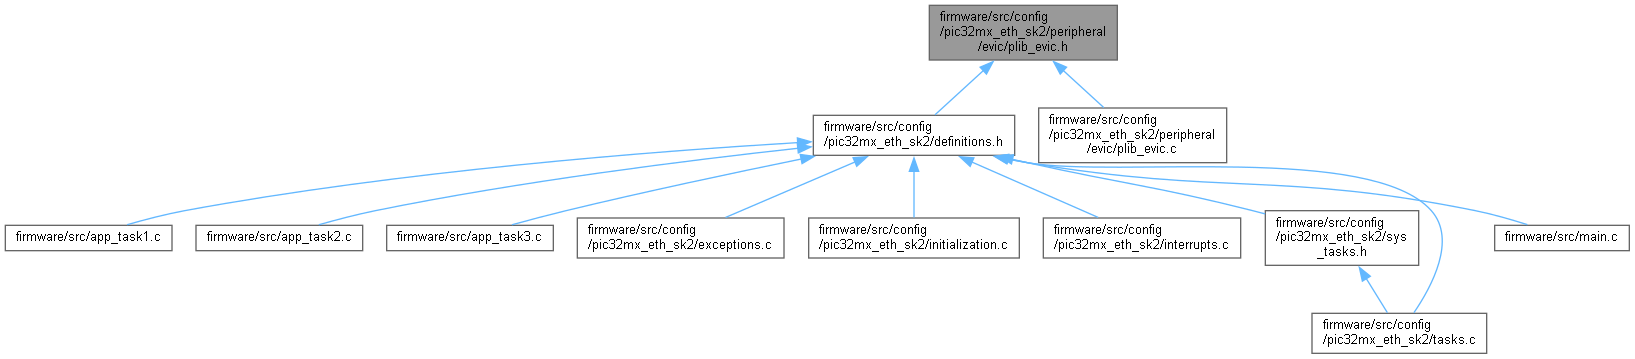 firmware/src/config
/pic32mx_eth_sk2/peripheral
/evic/plib_evic.h
firmware/src/config
/pic32mx_eth_sk2/definitions.h
firmware/src/config
/pic32mx_eth_sk2/peripheral
/evic/plib_evic.c
firmware/src/app_task1.c
firmware/src/app_task2.c
firmware/src/app_task3.c
firmware/src/config
/pic32mx_eth_sk2/exceptions.c
firmware/src/config
/pic32mx_eth_sk2/initialization.c
firmware/src/config
/pic32mx_eth_sk2/interrupts.c
firmware/src/config
/pic32mx_eth_sk2/sys
_tasks.h
firmware/src/main.c
firmware/src/config
/pic32mx_eth_sk2/tasks.c